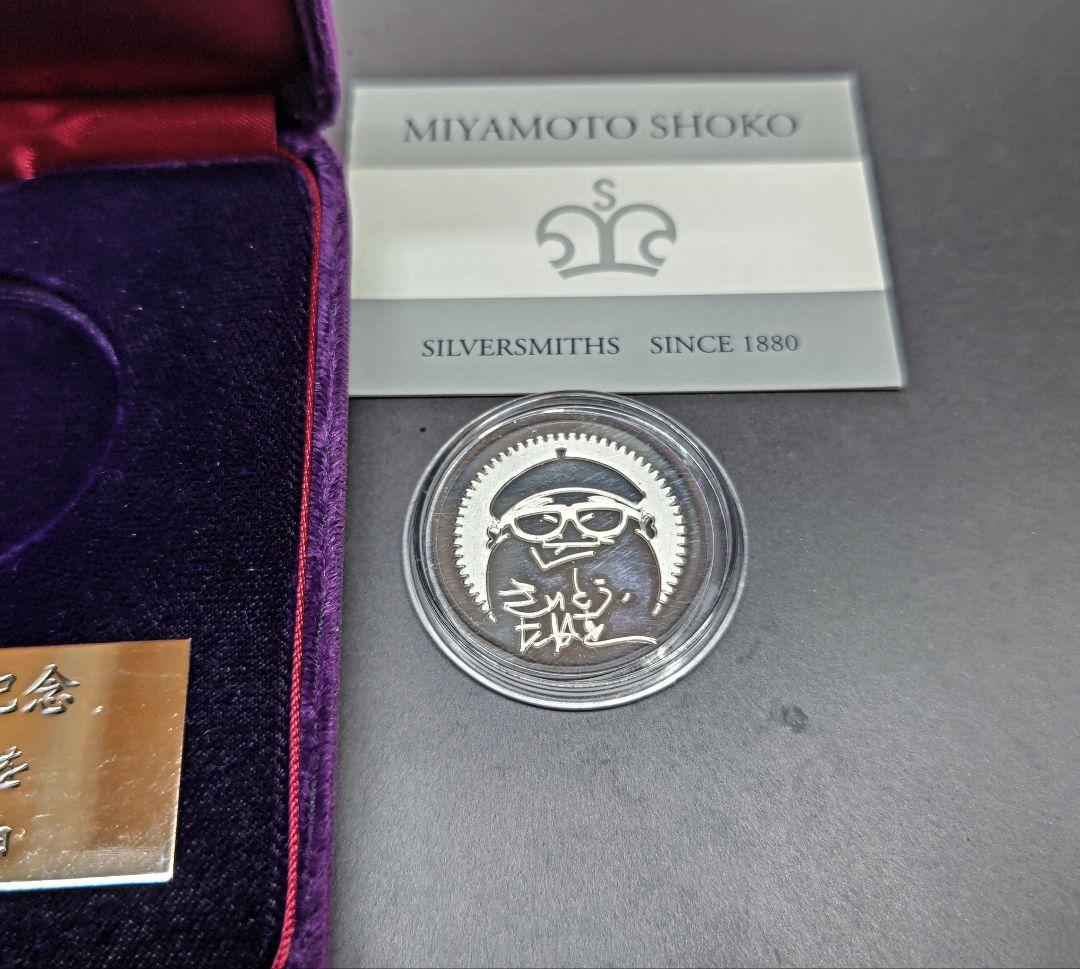 MIYAMOTO SHOKO
S
SILVERSMITHS SINCE 1880
記念